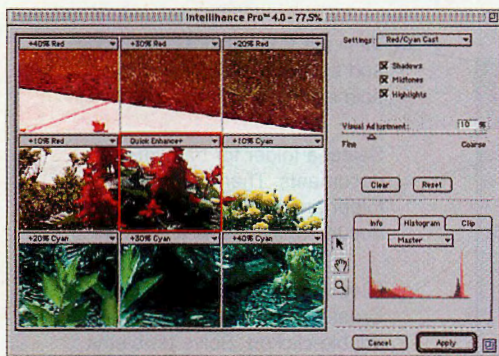 Intellihance Pro™ 4.0 - 77.5%
+40% Red
+30% Red
+20% Red
Settings: Red/Cyan Cast
Shadows
Midtones
Highlights
+10% Red
Quick Enhance+
+10% Cyan
Visual Adjustment: 10 %
Fine
Coarse
Clear
Reset
+20% Cyan
+30% Cyan
+40% Cyan
Info
Histogram
Clip
Master
Cancel
Apply